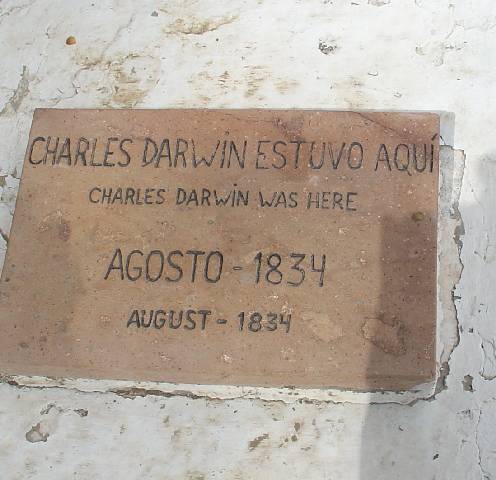 CHARLES DARWIN ESTUVO AQUÍ
CHARLES DARWIN WAS HERE
AGOSTO - 1834
AUGUST - 1834